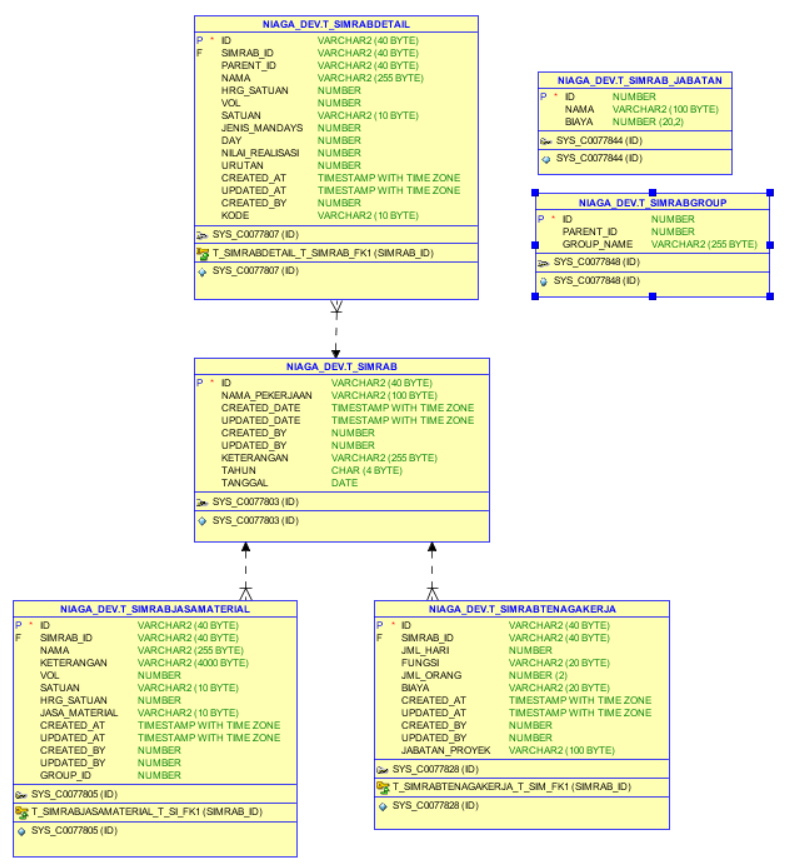 NIAGA_DEV.T_SIMRABDETAIL
P * ID VARCHAR2 (40 BYTE)
F SIMRAB_ID VARCHAR2 (40 BYTE)
PARENT_ID VARCHAR2 (40 BYTE)
NAMA VARCHAR2 (255 BYTE)
HRG_SATUAN NUMBER
VOL NUMBER
SATUAN VARCHAR2 (10 BYTE)
JENIS_MANDAYS NUMBER
DAY NUMBER
NILAI_REALISASI NUMBER
URUTAN NUMBER
CREATED_AT TIMESTAMP WITH TIME ZONE
UPDATED_AT TIMESTAMP WITH TIME ZONE
CREATED_BY NUMBER
KODE VARCHAR2 (10 BYTE)
SYS_C0077807 (ID)
T_SIMRABDETAIL_T_SIMRAB_FK1 (SIMRAB_ID)
SYS_C0077807 (ID)
NIAGA_DEV.T_SIMRAB_JABATAN
P * ID NUMBER
NAMA VARCHAR2 (100 BYTE)
BIAYA NUMBER (20,2)
SYS_C0077844 (ID)
SYS_C0077844 (ID)
NIAGA_DEV.T_SIMRABGROUP
P * ID NUMBER
PARENT_ID NUMBER
GROUP_NAME VARCHAR2 (255 BYTE)
SYS_C0077848 (ID)
SYS_C0077848 (ID)
NIAGA_DEV.T_SIMRAB
P * ID VARCHAR2 (40 BYTE)
NAMA_PEKERJAAN VARCHAR2 (100 BYTE)
CREATED_DATE TIMESTAMP WITH TIME ZONE
UPDATED_DATE TIMESTAMP WITH TIME ZONE
CREATED_BY NUMBER
UPDATED_BY NUMBER
KETERANGAN VARCHAR2 (255 BYTE)
TAHUN CHAR (4 BYTE)
TANGGAL DATE
SYS_C0077803 (ID)
SYS_C0077803 (ID)
NIAGA_DEV.T_SIMRABJASAMATERIAL
P * ID VARCHAR2 (40 BYTE)
F SIMRAB_ID VARCHAR2 (40 BYTE)
NAMA VARCHAR2 (255 BYTE)
KETERANGAN VARCHAR2 (4000 BYTE)
VOL NUMBER
SATUAN VARCHAR2 (10 BYTE)
HRG_SATUAN NUMBER
JASA_MATERIAL VARCHAR2 (10 BYTE)
CREATED_AT TIMESTAMP WITH TIME ZONE
UPDATED_AT TIMESTAMP WITH TIME ZONE
CREATED_BY NUMBER
UPDATED_BY NUMBER
GROUP_ID NUMBER
SYS_C0077805 (ID)
T_SIMRABJASAMATERIAL_T_SI_FK1 (SIMRAB_ID)
SYS_C0077805 (ID)
NIAGA_DEV.T_SIMRABTENAGAKERJA
P * ID VARCHAR2 (40 BYTE)
F SIMRAB_ID VARCHAR2 (40 BYTE)
JML_HARI NUMBER
FUNGSI VARCHAR2 (20 BYTE)
JML_ORANG NUMBER (2)
BIAYA VARCHAR2 (20 BYTE)
CREATED_AT TIMESTAMP WITH TIME ZONE
UPDATED_AT TIMESTAMP WITH TIME ZONE
CREATED_BY NUMBER
UPDATED_BY NUMBER
JABATAN_PROYEK VARCHAR2 (100 BYTE)
SYS_C0077828 (ID)
T_SIMRABTENAGAKERJA_T_SIM_FK1 (SIMRAB_ID)
SYS_C0077828 (ID)